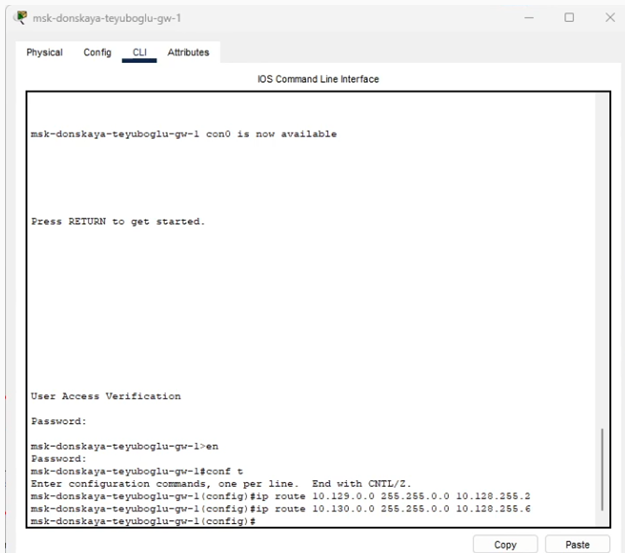 msk-donskaya-teyuboglu-gw-1
Physical Config CLI Attributes
IOS Command Line Interface
msk-donskaya-teyuboglu-gw-1 con0 is now available
Press RETURN to get started.
User Access Verification
Password:
msk-donskaya-teyuboglu-gw-1>en
Password:
msk-donskaya-teyuboglu-gw-1#conf t
Enter configuration commands, one per line.  End with CNTL/Z.
msk-donskaya-teyuboglu-gw-1(config)#ip route 10.129.0.0 255.255.0.0 10.128.255.2
msk-donskaya-teyuboglu-gw-1(config)#ip route 10.130.0.0 255.255.0.0 10.128.255.6
msk-donskaya-teyuboglu-gw-1(config)#
Copy Paste